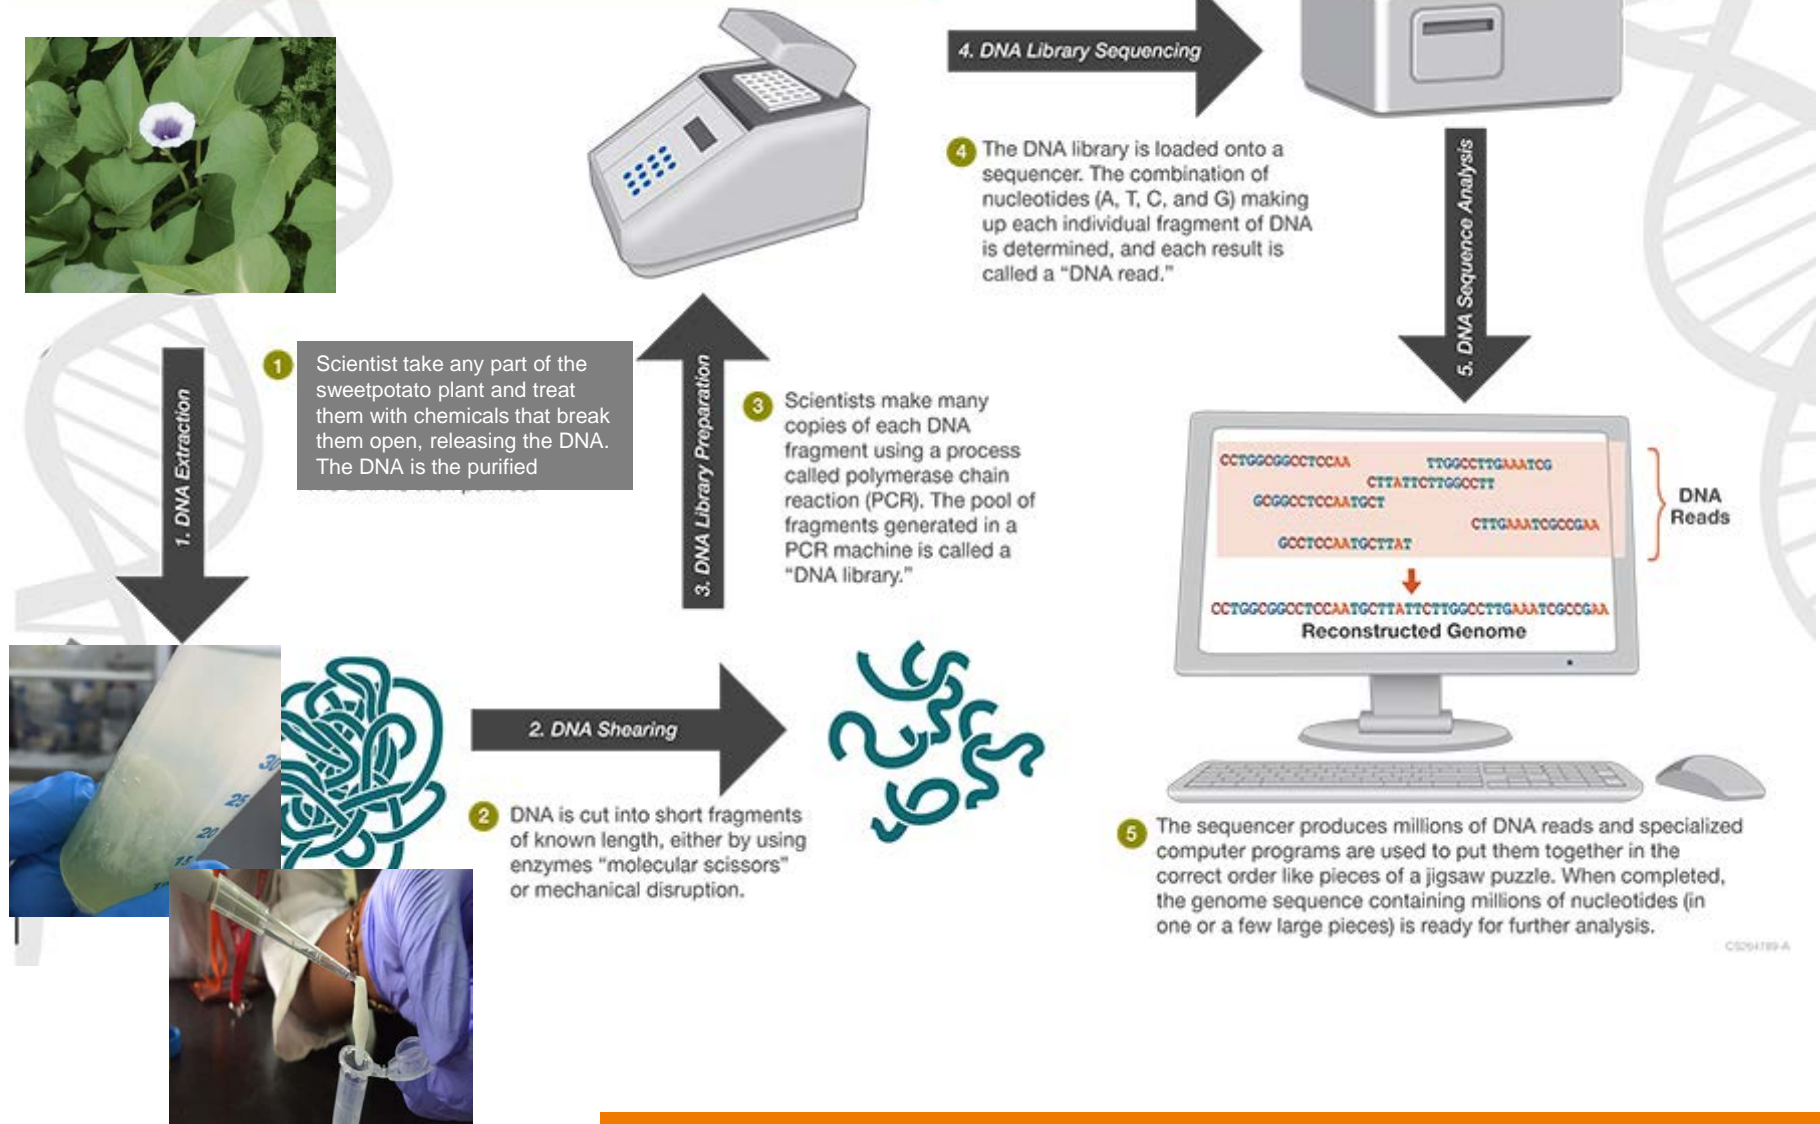 1. DNA Extraction
1
Scientist take any part of the
sweetpotato plant and treat
them with chemicals that break
them open, releasing the DNA.
The DNA is the purified
30
25
20
15
2. DNA Shearing
2
DNA is cut into short fragments
of known length, either by using
enzymes “molecular scissors”
or mechanical disruption.
3. DNA Library Preparation
3
Scientists make many
copies of each DNA
fragment using a process
called polymerase chain
reaction (PCR). The pool of
fragments generated in a
PCR machine is called a
“DNA library.”
4. DNA Library Sequencing
4
The DNA library is loaded onto a
sequencer. The combination of
nucleotides (A, T, C, and G) making
up each individual fragment of DNA
is determined, and each result is
called a “DNA read.”
5. DNA Sequence Analysis
CCTGGCGGCCTCCAA
TTGGCCTTGAAATCG
CTTATTCTTGGCCTT
GCGGCCTCCAATGCT
CTTGAAATCGCCGAA
GCCTCCAATGCTTAT
DNA
Reads
CCTGGCGGCCTCCAATGCTTATTCTTGGCCTTGAAATCGCCGAA
Reconstructed Genome
5
The sequencer produces millions of DNA reads and specialized
computer programs are used to put them together in the
correct order like pieces of a jigsaw puzzle. When completed,
the genome sequence containing millions of nucleotides (in
one or a few large pieces) is ready for further analysis.
CS264789-A